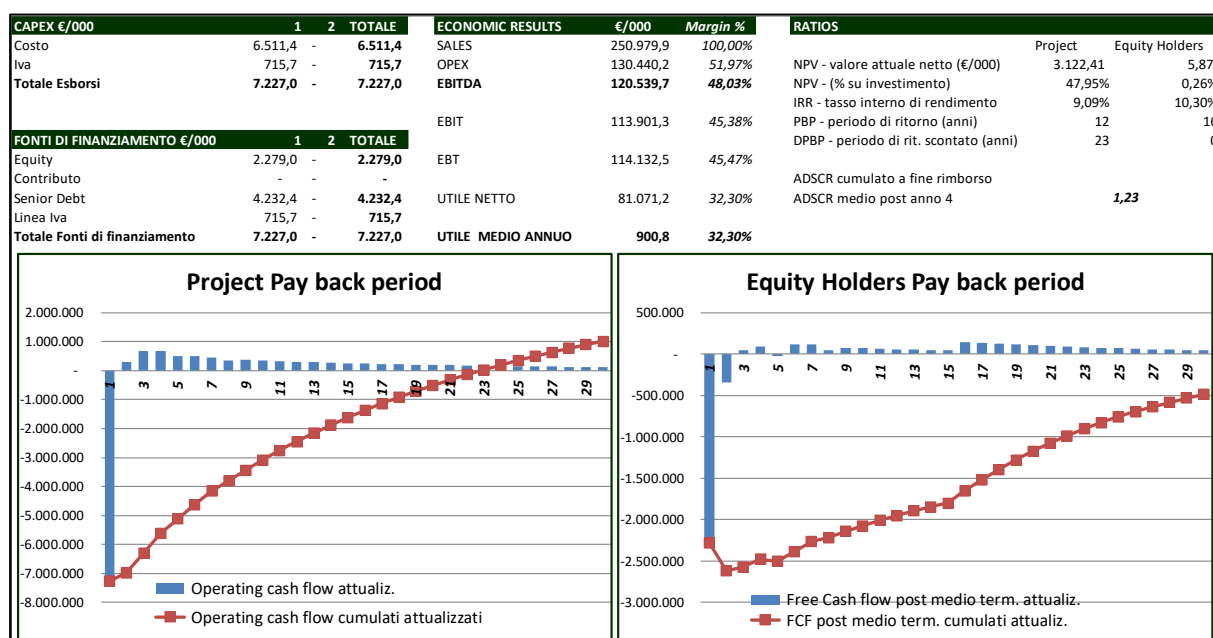 CAPEX €/000 1 2 TOTALE
Costo 6.511,4 - 6.511,4
Iva 715,7 - 715,7
Totale Esborsi 7.227,0 - 7.227,0
FONTI DI FINANZIAMENTO €/000 1 2 TOTALE
Equity 2.279,0 - 2.279,0
Contributo - - -
Senior Debt 4.232,4 - 4.232,4
Linea Iva 715,7 - 715,7
Totale Fonti di finanziamento 7.227,0 - 7.227,0
ECONOMIC RESULTS €/000 Margin %
SALES 250.979,9 100,00%
OPEX 130.440,2 51,97%
EBITDA 120.539,7 48,03%
EBIT 113.901,3 45,38%
EBT 114.132,5 45,47%
UTILE NETTO 81.071,2 32,30%
UTILE MEDIO ANNUO 900,8 32,30%
RATIOS
Project Equity Holders
NPV - valore attuale netto (€/000) 3.122,41 5,87
NPV - (% su investimento) 47,95% 0,26%
IRR - tasso interno di rendimento 9,09% 10,30%
PBP - periodo di ritorno (anni) 12 16
DPBP - periodo di rit. scontato (anni) 23
ADSCR cumulato a fine rimborso
ADSCR medio post anno 4 1,23
Project Pay back period
2.000.000
1.000.000
-
-1.000.000
-2.000.000
-3.000.000
-4.000.000
-5.000.000
-6.000.000
-7.000.000
-8.000.000
1 3 5 7 9 11 13 15 17 19 21 23 25 27 29
Operating cash flow attualiz.
Operating cash flow cumulati attualizzati
Equity Holders Pay back period
500.000
-
-500.000
-1.000.000
-1.500.000
-2.000.000
-2.500.000
-3.000.000
1 3 5 7 9 11 13 15 17 19 21 23 25 27 29
Free Cash flow post medio term. attualiz.
FCF post medio term. cumulati attualiz.